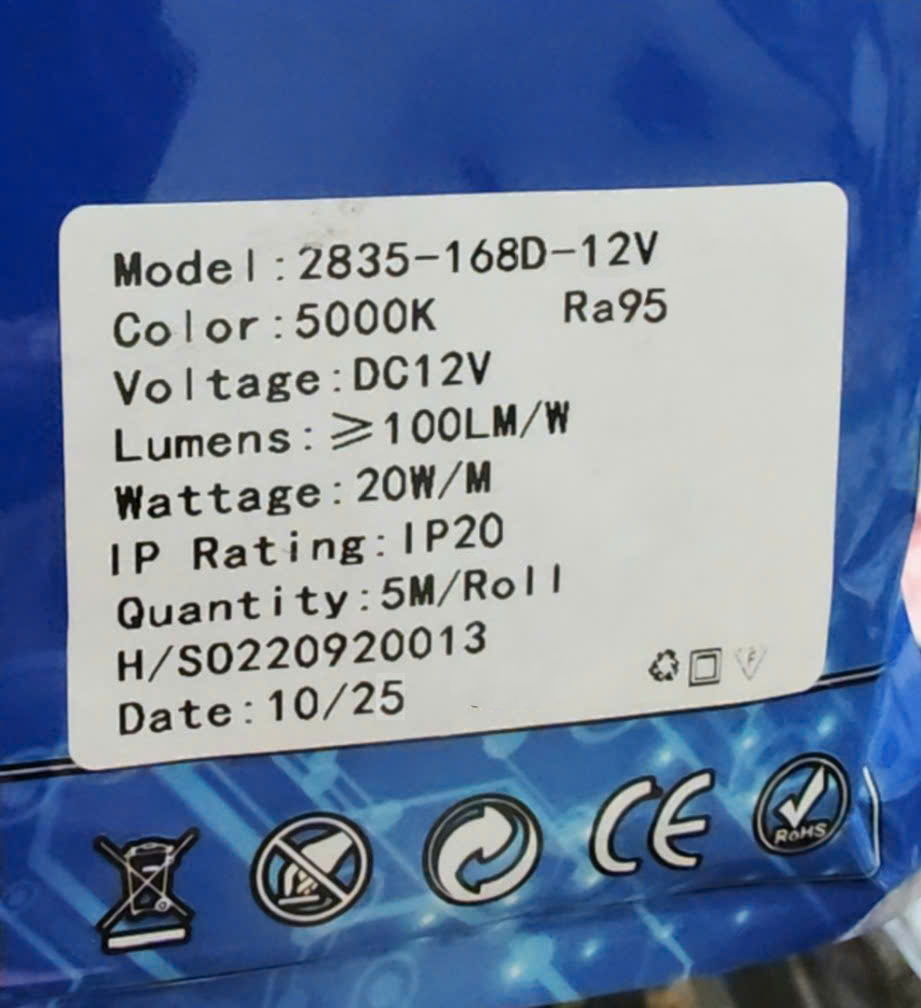 Model:2835-168D-12V
Color:5000K Ra95
Voltage:DC12V
Lumens:≥100LM/W
Wattage:20W/M
IP Rating:IP20
Quantity:5M/Roll
H/S0220920013
Date:10/25
F
CE
RoHS